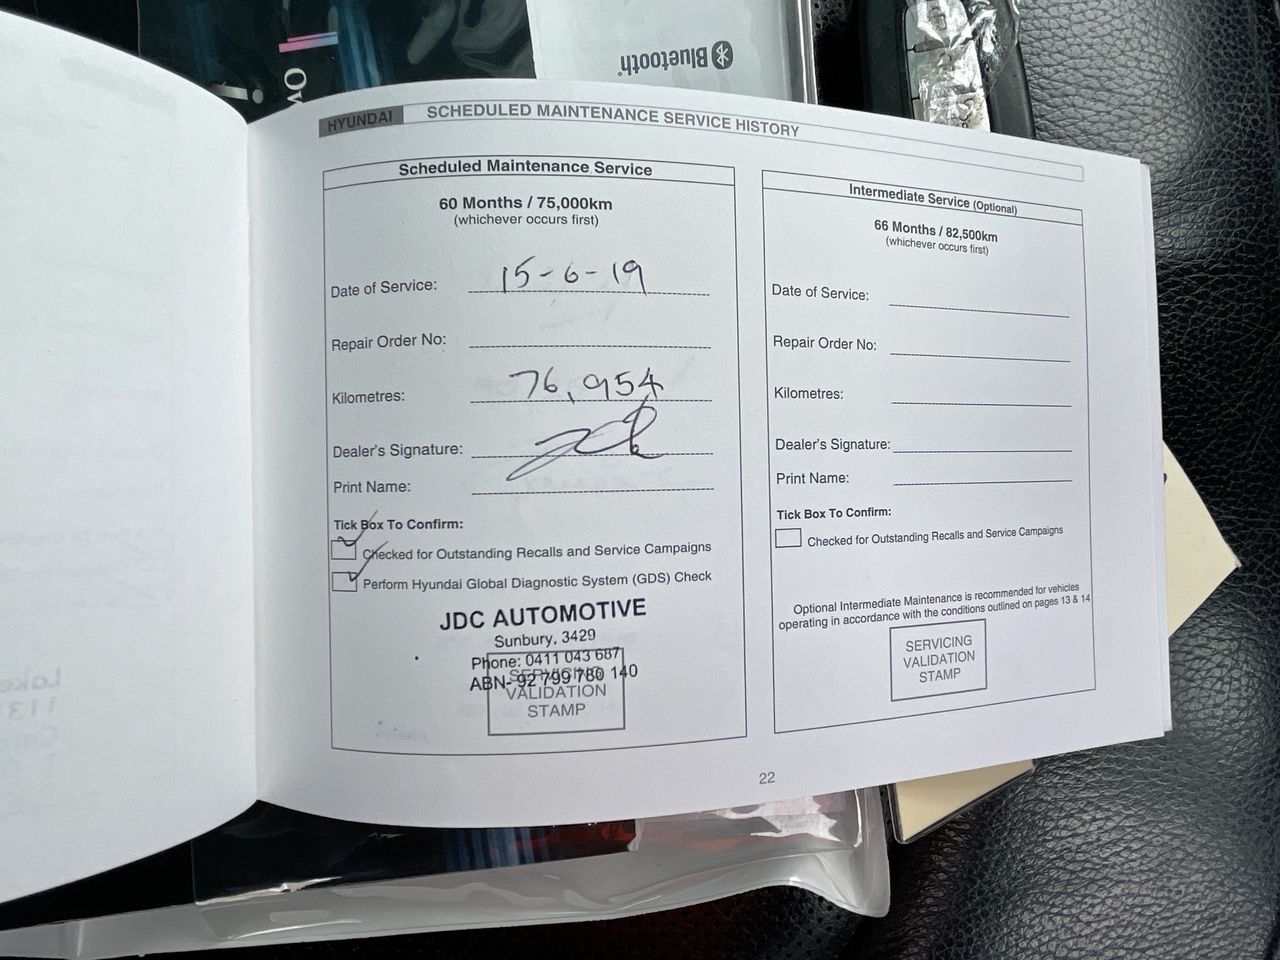 Bluetooth
Ov
HYUNDAI
SCHEDULED MAINTENANCE SERVICE HISTORY
Scheduled Maintenance Service
60 Months / 75,000km
(whichever occurs first)
Date of Service: 15-6-19
Repair Order No:
Kilometres: 76,954
Dealer's Signature:
Print Name:
Tick Box To Confirm:
Checked for Outstanding Recalls and Service Campaigns
Perform Hyundai Global Diagnostic System (GDS) Check
JDC AUTOMOTIVE
Sunbury, 3429
Phone: 0411 043 687
ABN- 92 799 780 140
SERVICING
VALIDATION
STAMP
Intermediate Service (Optional)
66 Months / 82,500km
(whichever occurs first)
Date of Service:
Repair Order No:
Kilometres:
Dealer's Signature:
Print Name:
Tick Box To Confirm:
Checked for Outstanding Recalls and Service Campaigns
Optional Intermediate Maintenance is recommended for vehicles
operating in accordance with the conditions outlined on pages 13 & 14
SERVICING
VALIDATION
STAMP
22